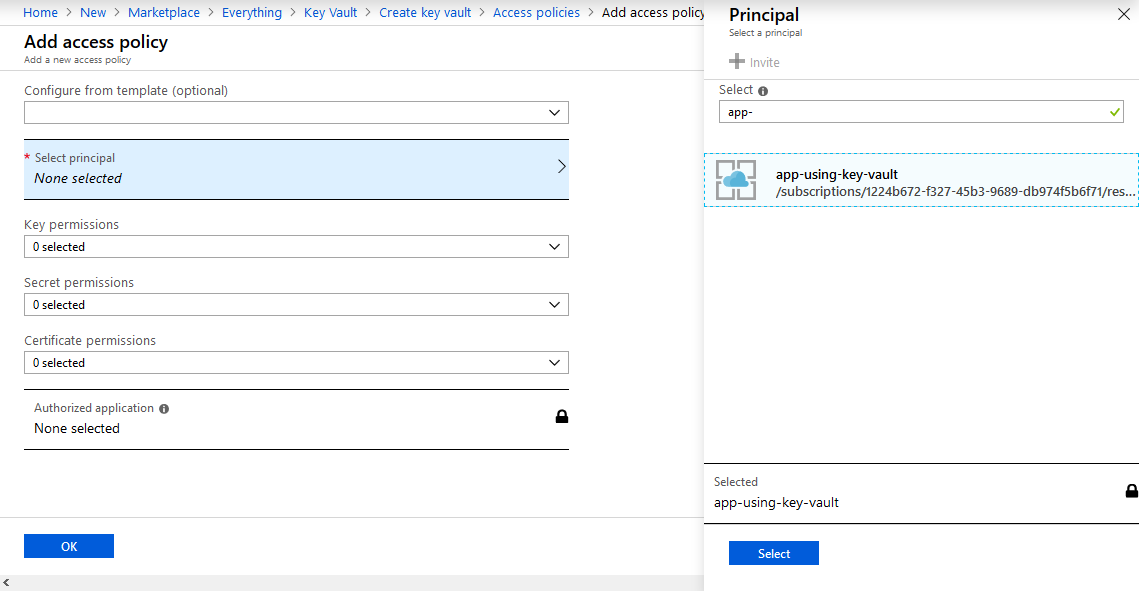 Home > New > Marketplace > Everything > Key Vault > Create key vault > Access policies > Add access policy
Add access policy
Add a new access policy
Configure from template (optional)
* Select principal
None selected
Key permissions
0 selected
Secret permissions
0 selected
Certificate permissions
0 selected
Authorized application
None selected
OK
Principal
Select a principal
Invite
Select
app-
app-using-key-vault
/subscriptions/1224b672-f327-45b3-9689-db974f5b6f71/res...
Selected
app-using-key-vault
Select